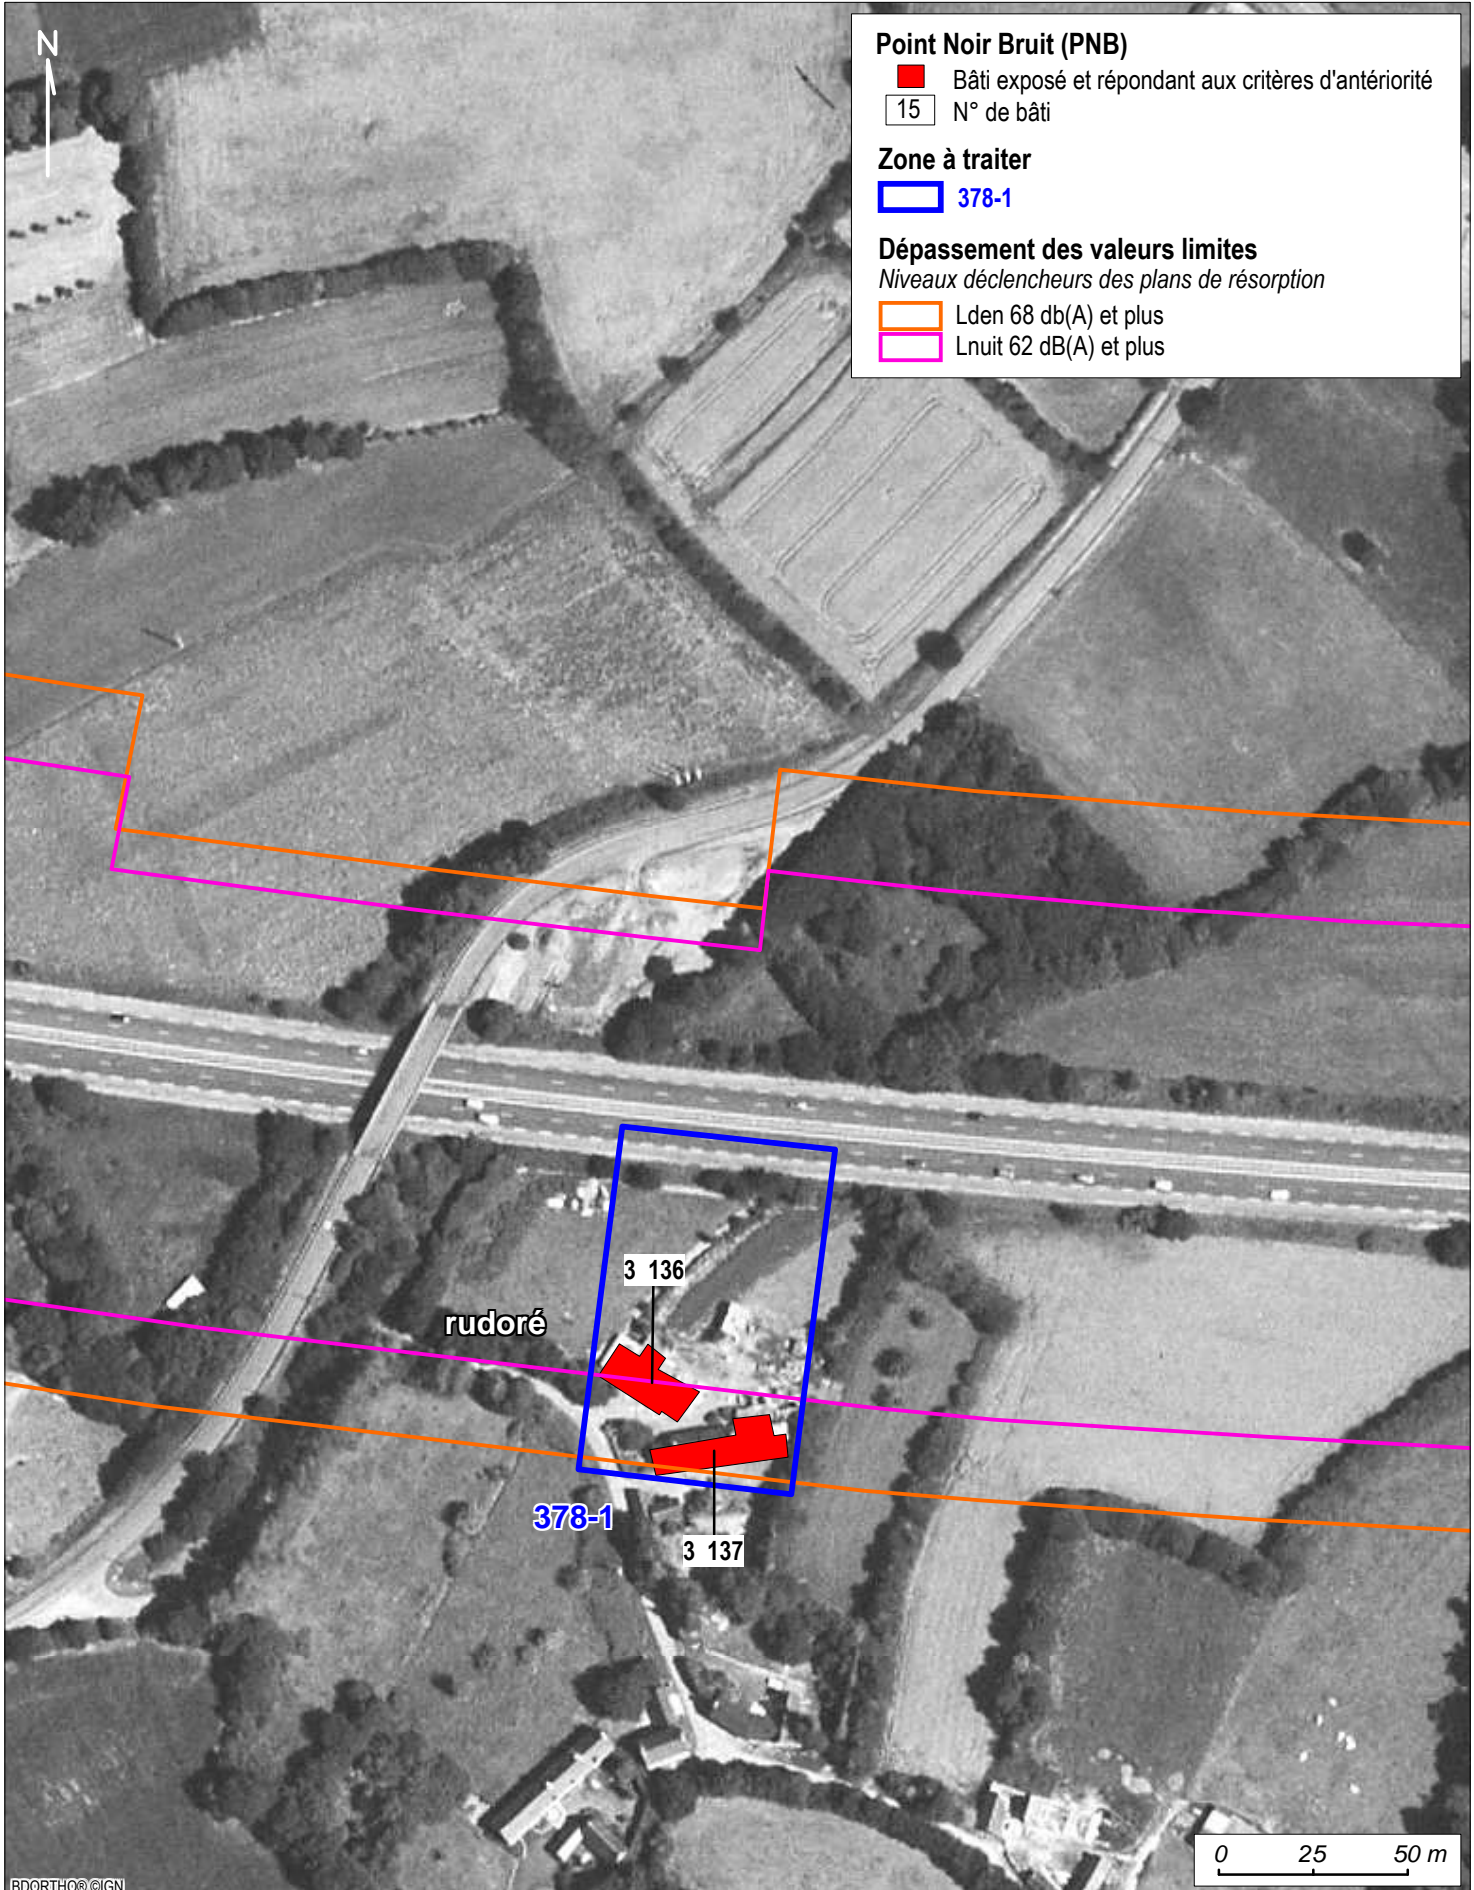 N
Point Noir Bruit (PNB)
Bâti exposé et répondant aux critères d'antériorité
15 N° de bâti
Zone à traiter
378-1
Dépassement des valeurs limites
Niveaux déclencheurs des plans de résorption
Lden 68 db(A) et plus
Lnuit 62 dB(A) et plus
3 136
rudoré
378-1
3 137
0 25 50 m
BDORTHO® ©IGN